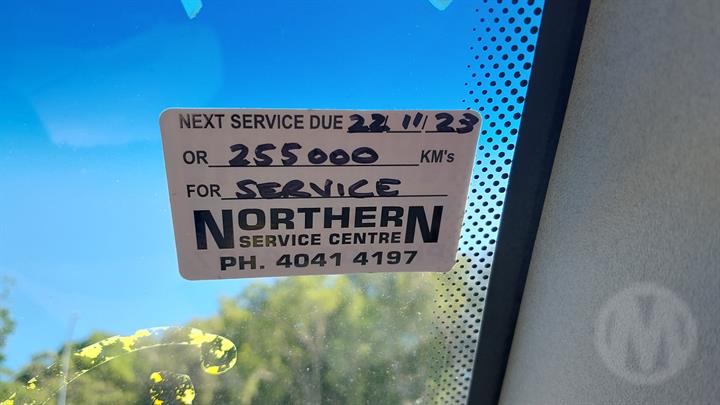 NEXT SERVICE DUE 22/11/23
OR 255000 KM's
FOR SERVICE
NORTHERN
SERVICE CENTRE
PH. 4041 4197
M